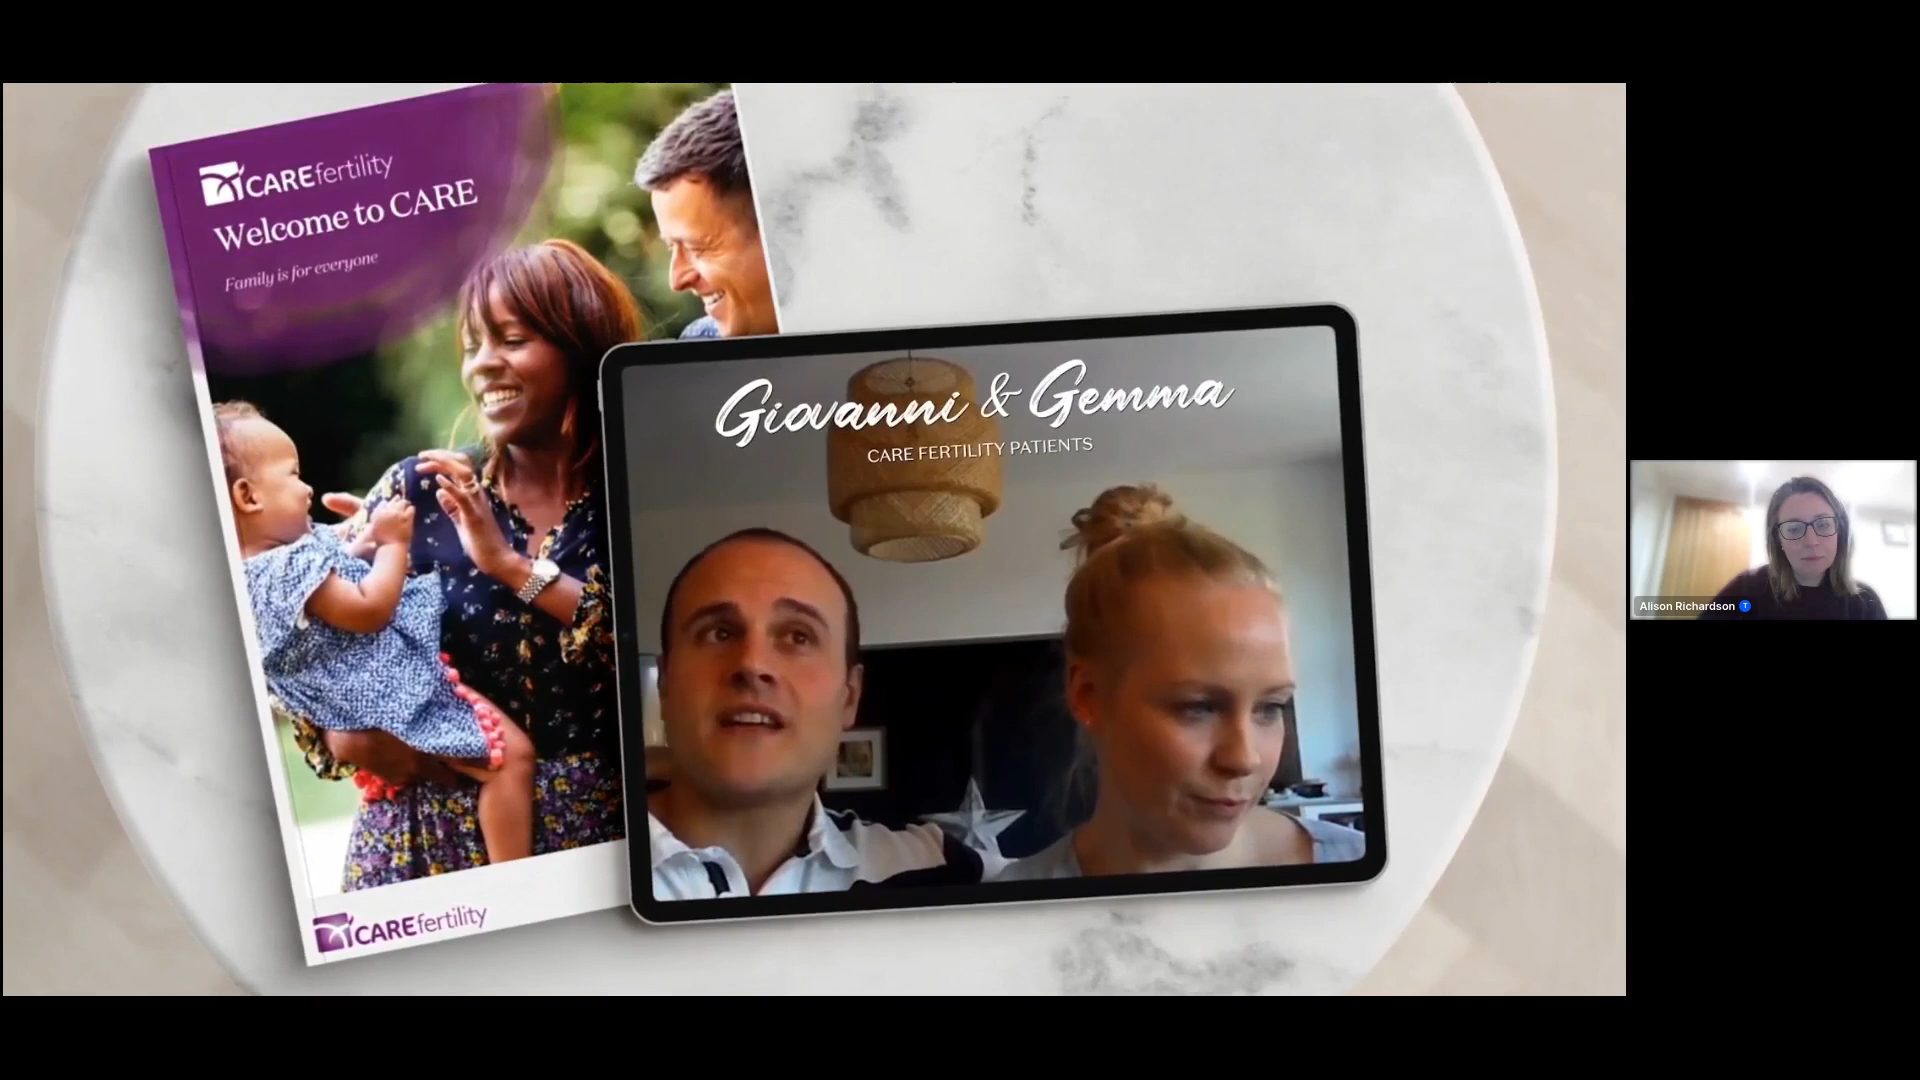 CAREfertility
Welcome to CARE
Family is for everyone
Giovanni & Gemma
CARE FERTILITY PATIENTS
CAREfertility
Alison Richardson T